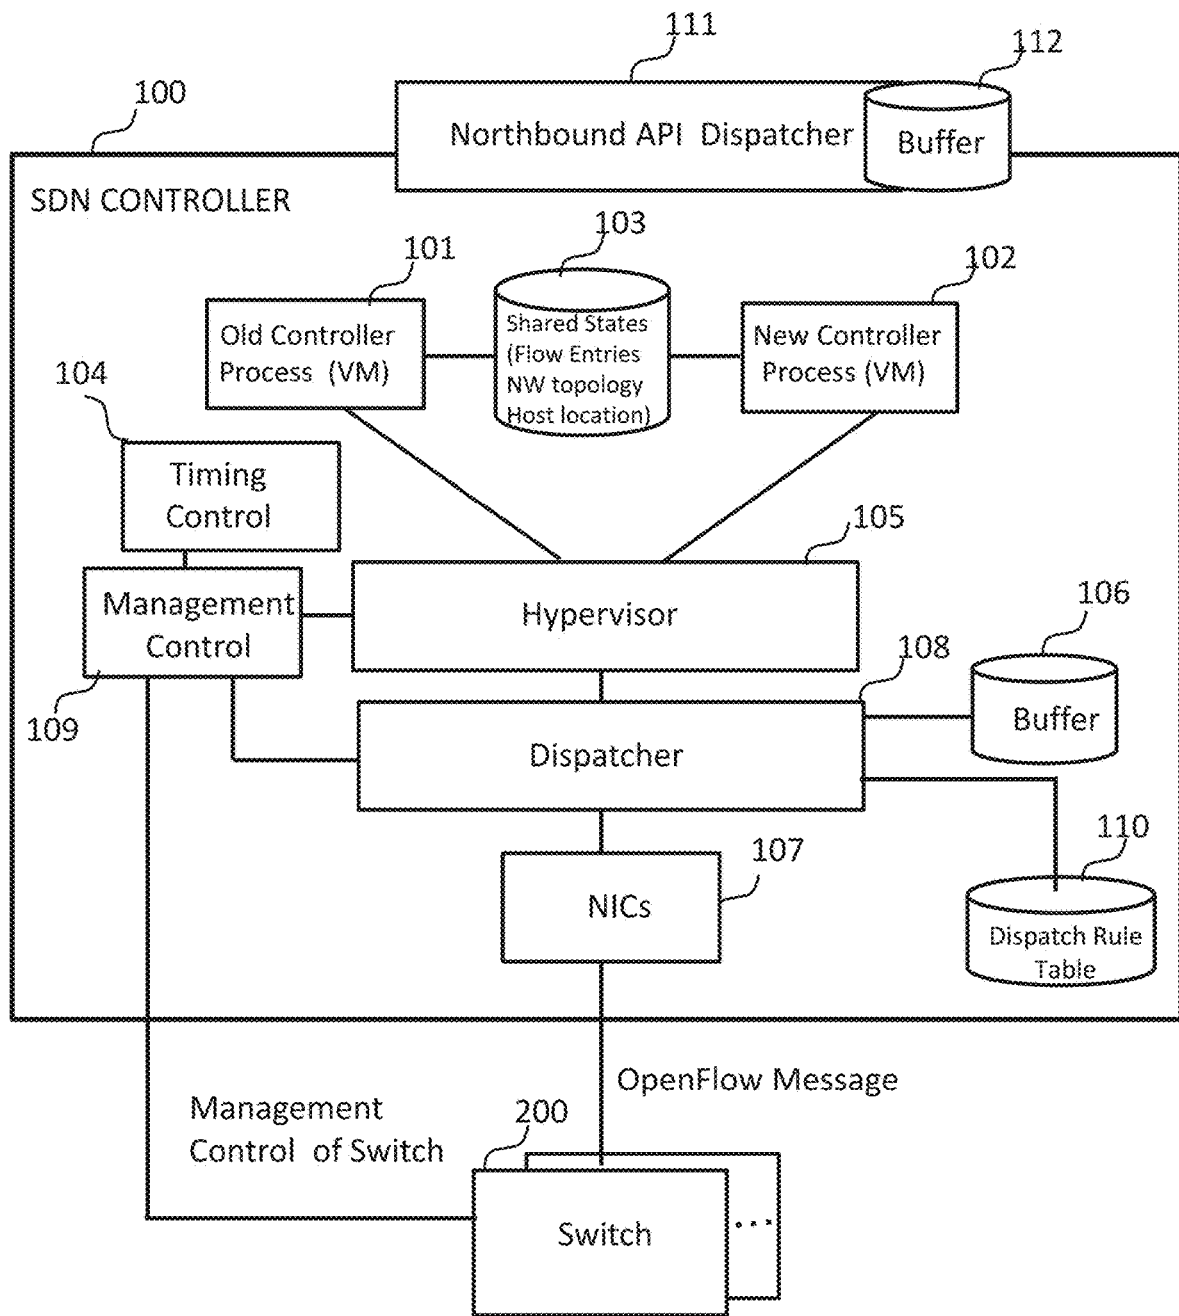 111
112
100
Northbound API Dispatcher
Buffer
SDN CONTROLLER
103
101
102
Old Controller
Process (VM)
Shared States
(Flow Entries
NW topology
Host location)
New Controller
Process (VM)
104
Timing
Control
105
Management
Control
Hypervisor
106
108
Buffer
109
Dispatcher
110
107
NICs
Dispatch Rule
Table
OpenFlow Message
Management
Control of Switch
200
Switch
...